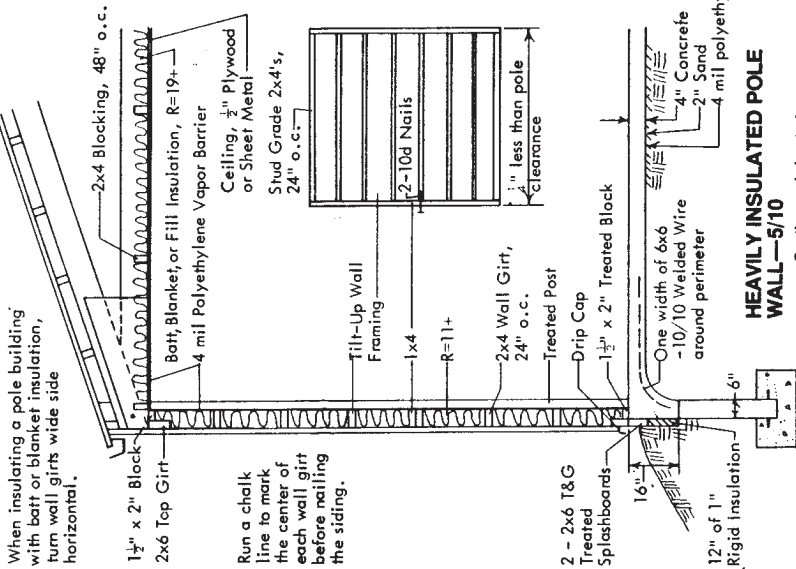 When insulating a pole building
with batt or blanket insulation,
turn wall girts wide side
horizontal.
1½" x 2" Block
2x6 Top Girt
Run a chalk
line to mark
the center of
each wall girt
before nailing
the siding.
2 - 2x6 T&G
Treated
Splashboards
16"
12" of 1"
Rigid Insulation
2x4 Blocking, 48" o.c.
Batt, Blanket, or Fill Insulation, R=19+
4 mil Polyethylene Vapor Barrier
Ceiling, ½" Plywood
or Sheet Metal
Stud Grade 2x4's,
24" o.c.
2-10d Nails
¼" less than pole
clearance
Tilt-Up Wall
Framing
1x4
R=11+
2x4 Wall Girt,
24" o.c.
Treated Post
Drip Cap
1½" x 2" Treated Block
One width of 6x6
-10/10 Welded Wire
around perimeter
6"
4" Concrete
2" Sand
4 mil
HEAVILY INSULATED POLE
WALL—5/10